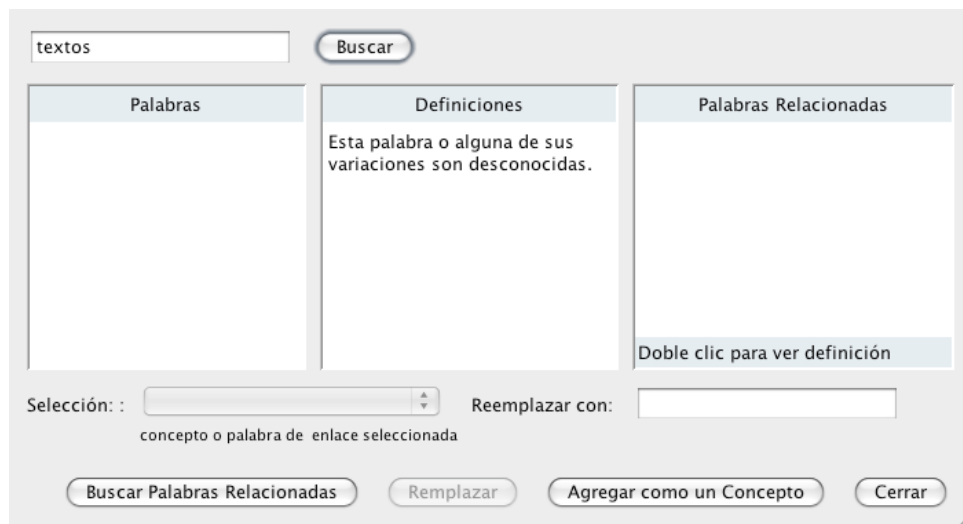 textos
Buscar
Palabras
Definiciones
Palabras Relacionadas
Esta palabra o alguna de sus
variaciones son desconocidas.
Doble clic para ver definición
Selección: :
Reemplazar con:
concepto o palabra de enlace seleccionada
Buscar Palabras Relacionadas
Remplazar
Agregar como un Concepto
Cerrar